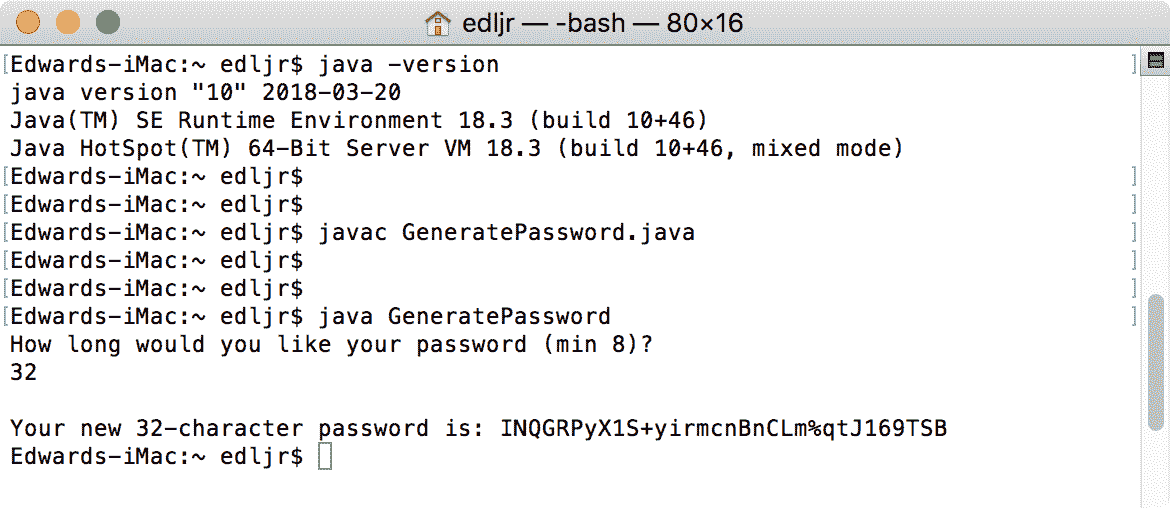 edljr — -bash — 80×16
[Edwards-iMac:~ edljr$ java -version ]
java version "10" 2018-03-20
Java(TM) SE Runtime Environment 18.3 (build 10+46)
Java HotSpot(TM) 64-Bit Server VM 18.3 (build 10+46, mixed mode)
[Edwards-iMac:~ edljr$ ]
[Edwards-iMac:~ edljr$ ]
[Edwards-iMac:~ edljr$ javac GeneratePassword.java ]
[Edwards-iMac:~ edljr$ ]
[Edwards-iMac:~ edljr$ ]
[Edwards-iMac:~ edljr$ java GeneratePassword ]
How long would you like your password (min 8)?
32
Your new 32-character password is: INQGRPyX1S+yirmcnBnCLm%qtJ169TSB
Edwards-iMac:~ edljr$